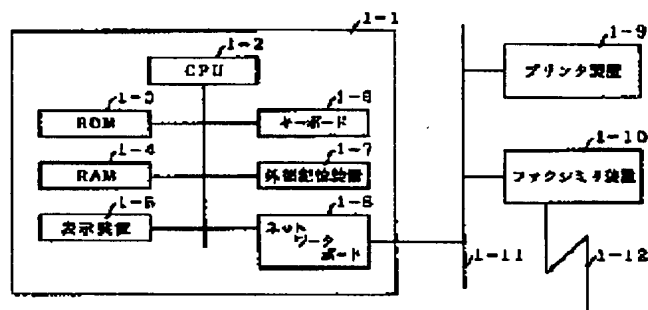 1-1
1-2
CPU
1-3
ROM
1-6
キーボード
1-4
RAM
1-7
外部記憶装置
1-5
表示装置
1-8
ネット
ワーク
ボード
1-9
プリンタ装置
1-10
ファクシミリ装置
1-11
1-12